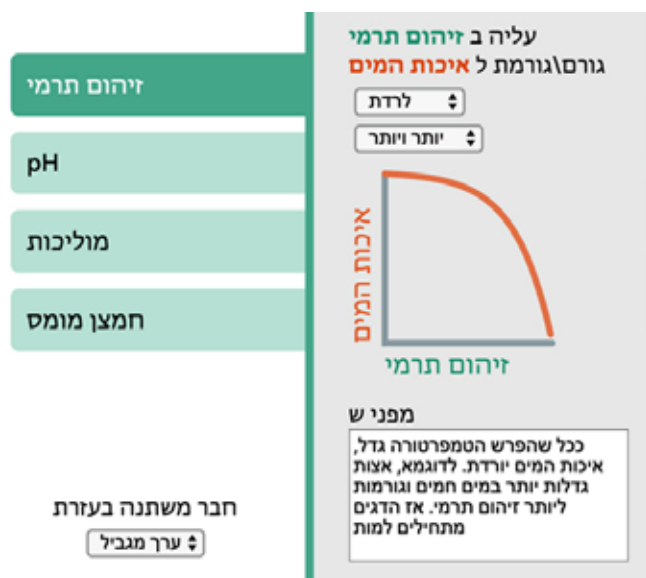 עליה ב זיהום תרמי
גורם\גורמת ל איכות המים
לרדת
יותר ויותר
איכות המים
זיהום תרמי
מפני ש
ככל שהפרש הטמפרטורה גדל,
איכות המים יורדת. לדוגמא, אצות
גדלות יותר במים חמים וגורמות
ליותר זיהום תרמי. אז הדגים
מתחילים למות
זיהום תרמי
pH
מוליכות
חמצן מומס
חבר משתנה בעזרת
ערך מגביל